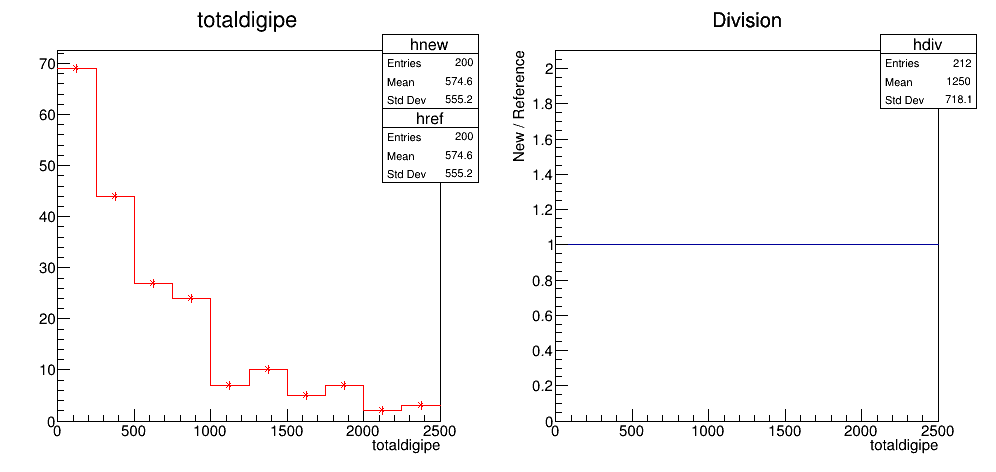 totaldigipe
hnew
Entries 200
Mean 574.6
Std Dev 555.2
href
Entries 200
Mean 574.6
Std Dev 555.2
70
60
50
40
30
20
10
0
0 500 1000 1500 2000 2500
totaldigipe
Division
hdiv
Entries 212
Mean 1250
Std Dev 718.1
New / Reference
2
1.8
1.6
1.4
1.2
1
0.8
0.6
0.4
0.2
0
0 500 1000 1500 2000 2500
totaldigipe